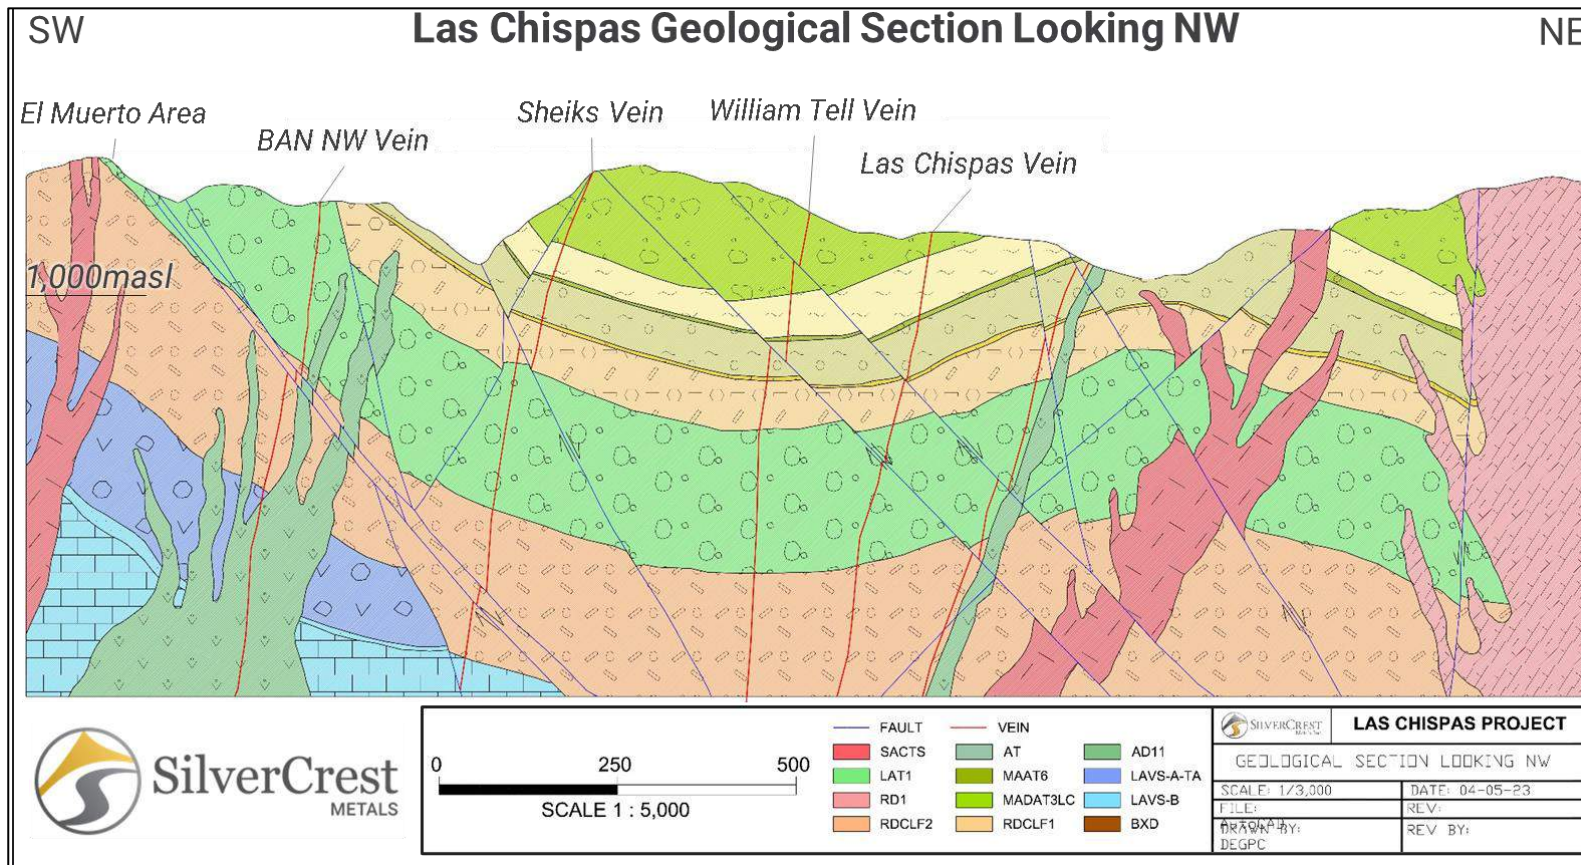 SW
Las Chispas Geological Section Looking NW
NE
El Muerto Area
BAN NW Vein
Sheiks Vein
William Tell Vein
Las Chispas Vein
1,000masl
SilverCrest
METALS
0 250 500
SCALE 1 : 5,000
FAULT VEIN
SACTS AT AD11
LAT1 MAAT6 LAVS-A-TA
RD1 MADAT3LC LAVS-B
RDCLF2 RDCLF1 BXD
SILVERCREST
LAS CHISPAS PROJECT
GEOLOGICAL SECTION LOOKING NW
SCALE: 1/3,000 DATE: 04-05-23
FILE: REV:
AutoCAD
DRAWN BY: REV BY:
DEGPC